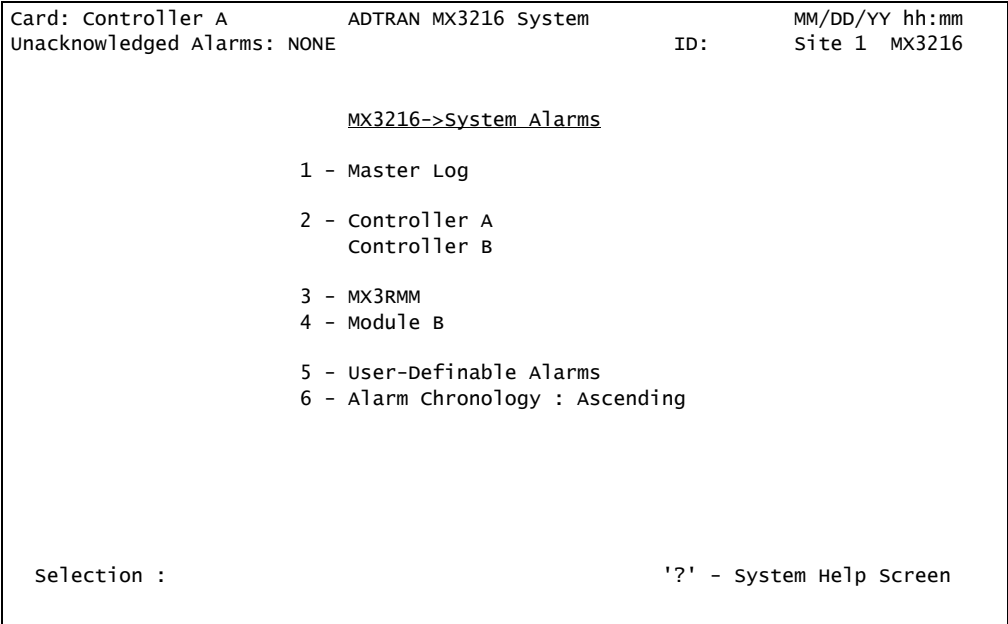 Card: Controller A ADTRAN MX3216 System MM/DD/YY hh:mm
Unacknowledged Alarms: NONE ID: Site 1 MX3216
MX3216->System Alarms
1 - Master Log
2 - Controller A
Controller B
3 - MX3RMM
4 - Module B
5 - User-Definable Alarms
6 - Alarm Chronology : Ascending
Selection : '?' - System Help Screen